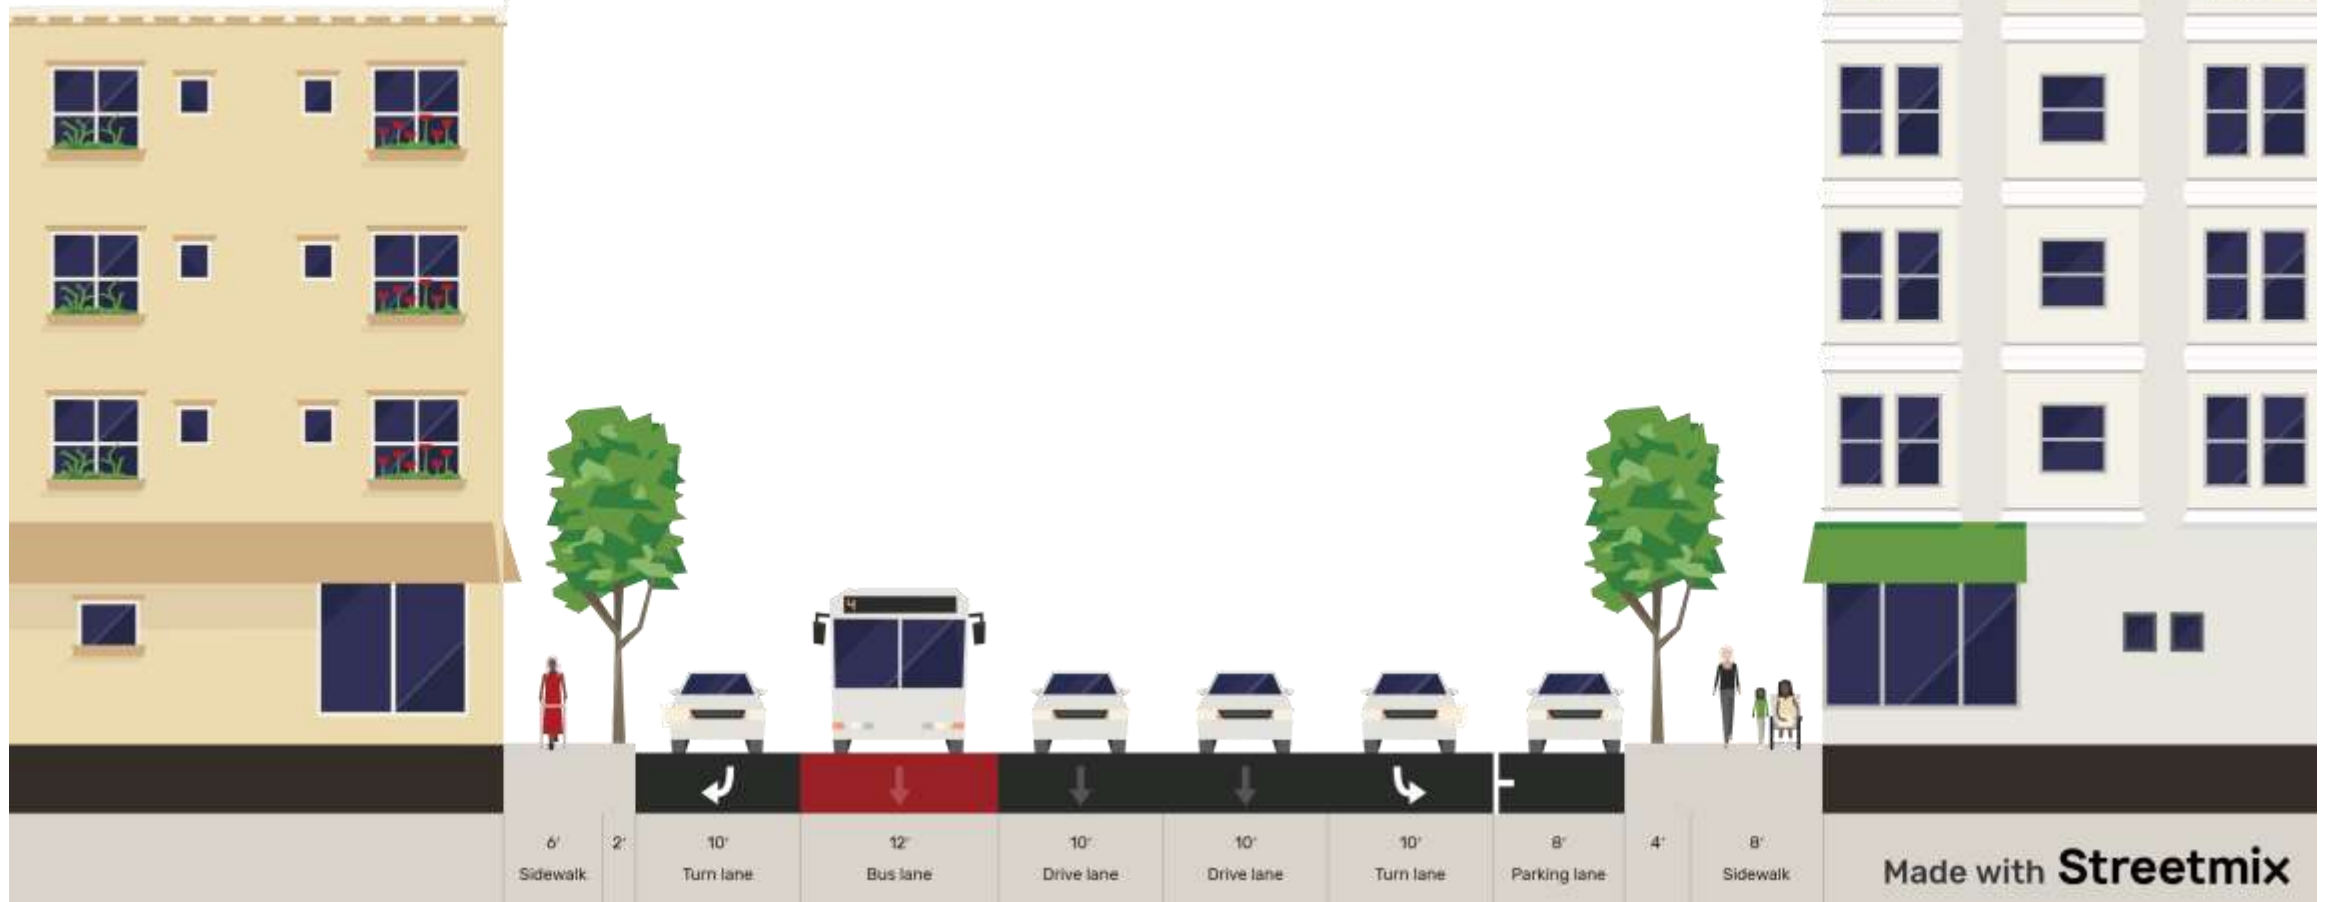 4
6' 2' 10' 12' 10' 10' 10' 8' 4' 8'
Sidewalk Turn lane Bus lane Drive lane Drive lane Turn lane Parking lane Sidewalk
Made with Streetmix